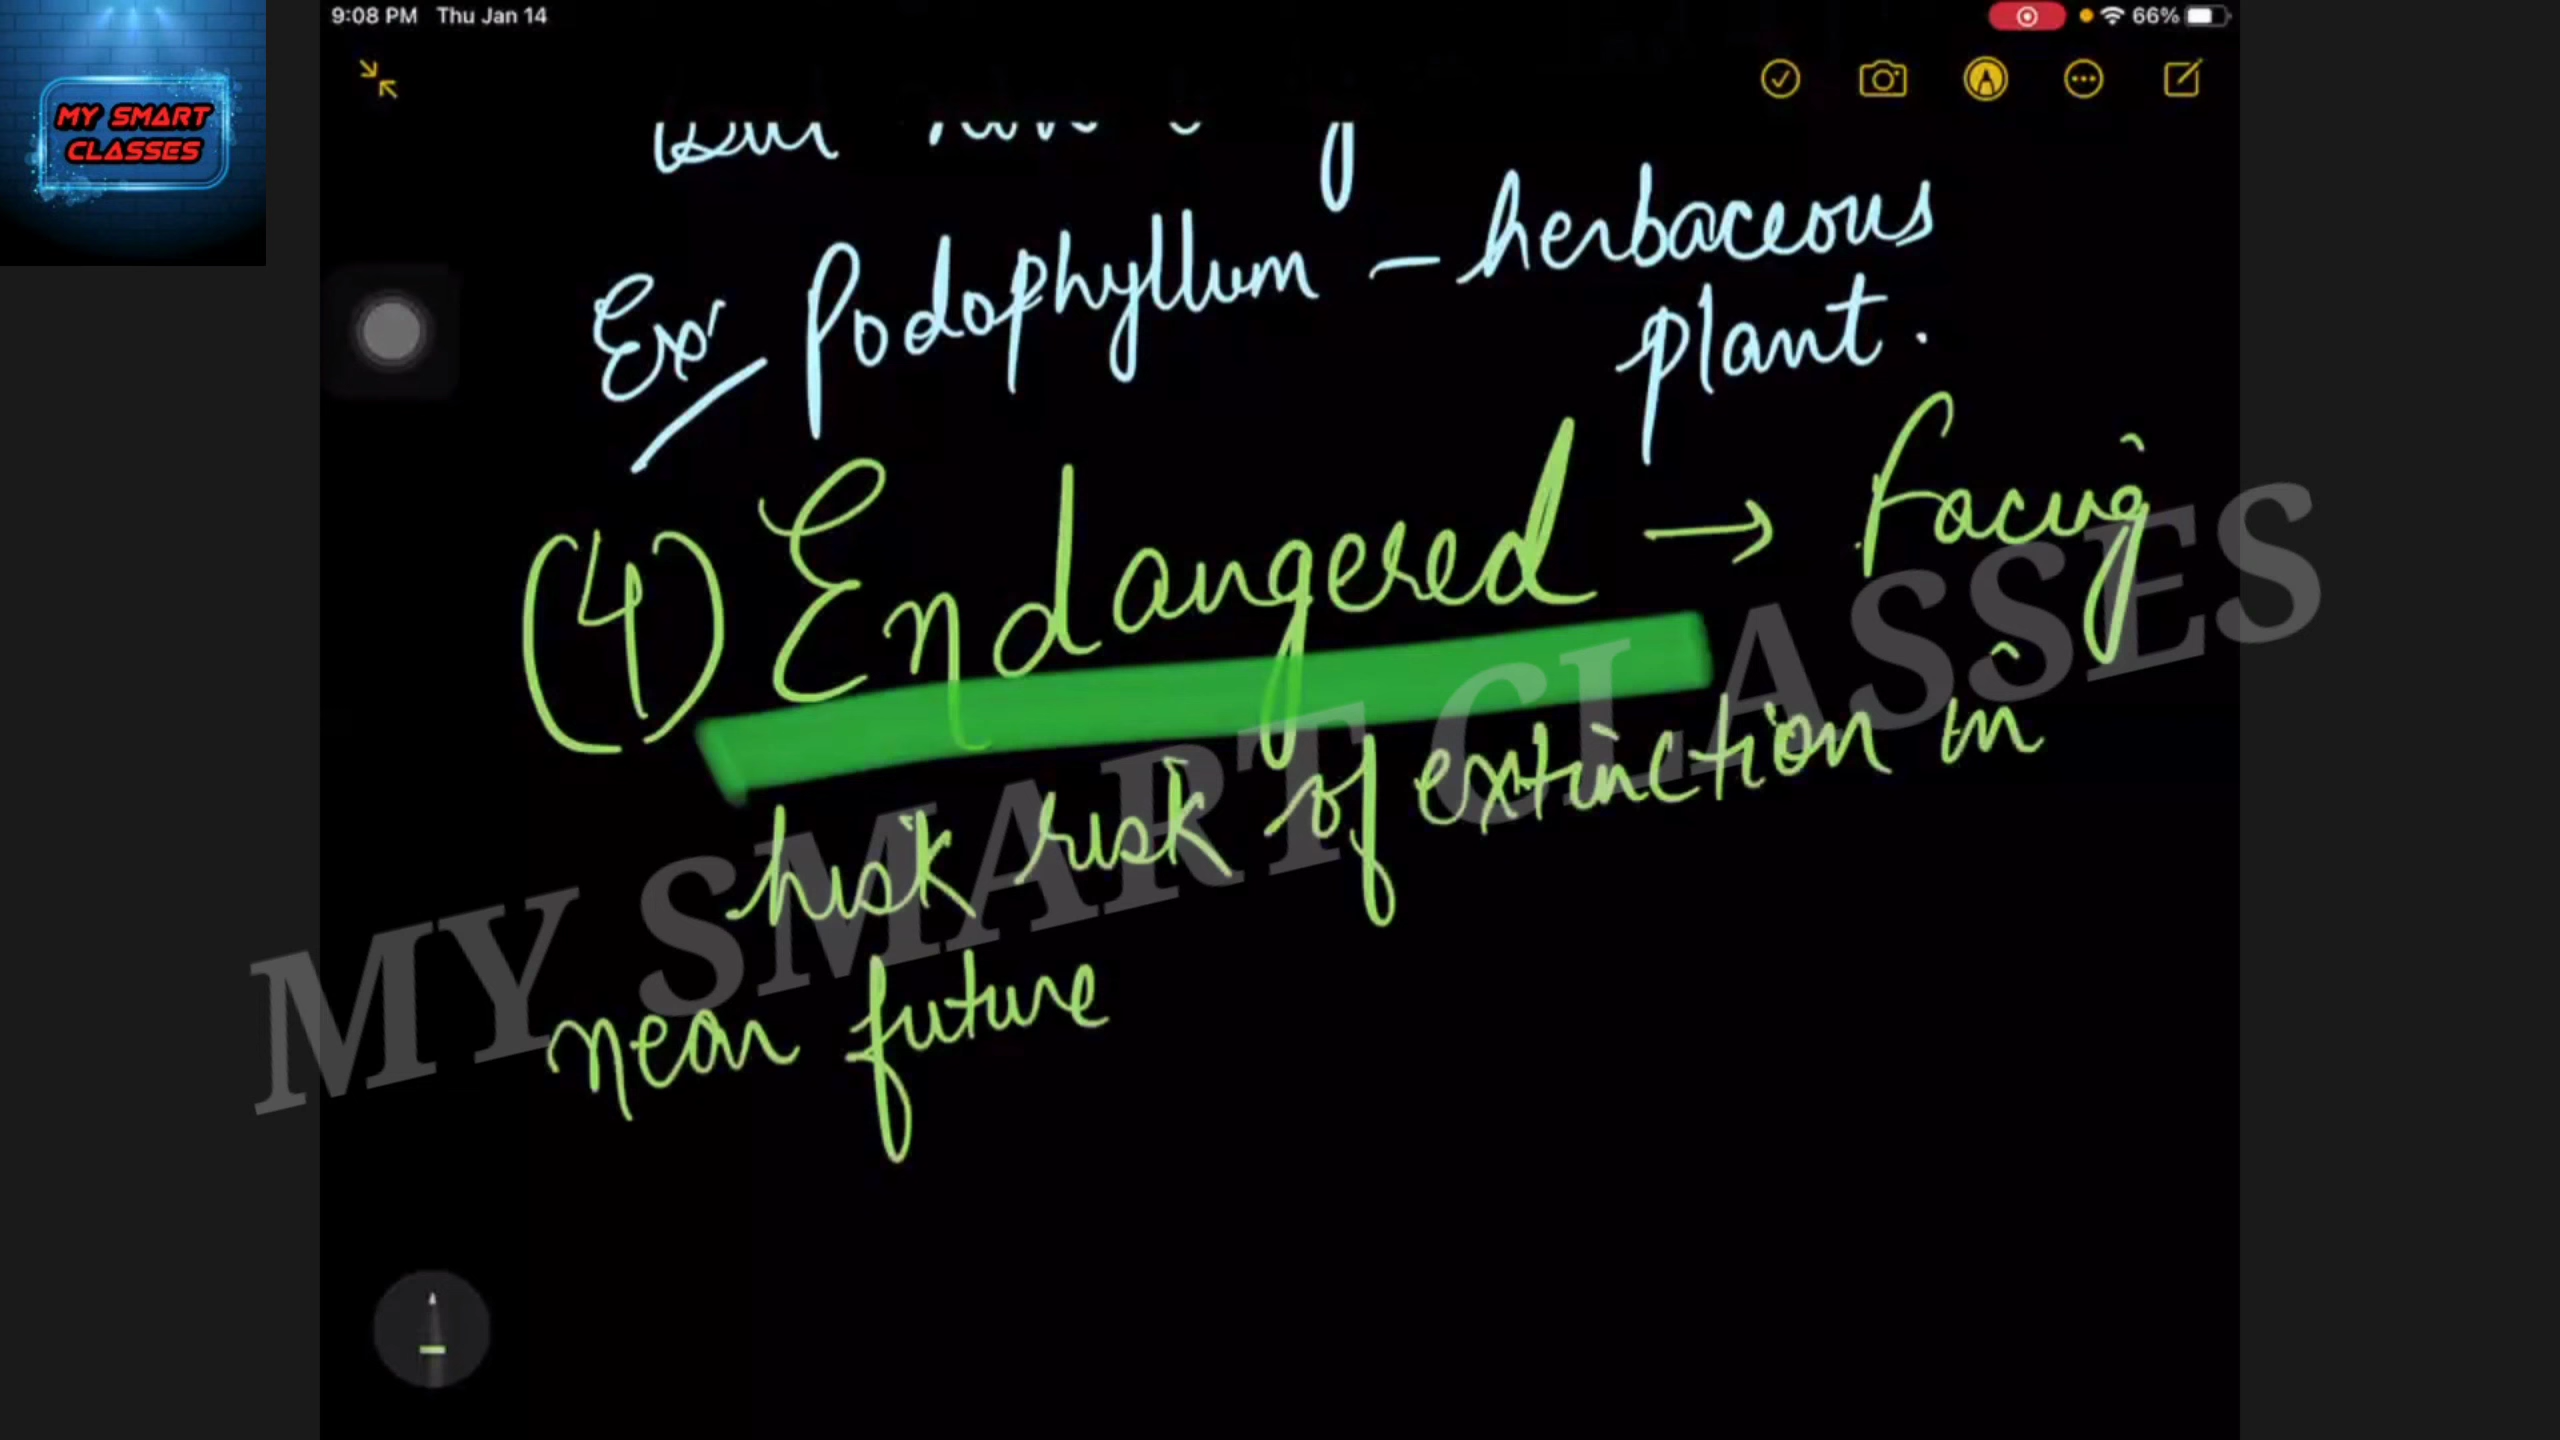 9:08 PM Thu Jan 14
66%
MY SMART
CLASSES
Ex Podophyllum - herbaceous
plant.
(4) Endangered → Facing
hisk risk of extinction in
near future
MY SMART CLASSES